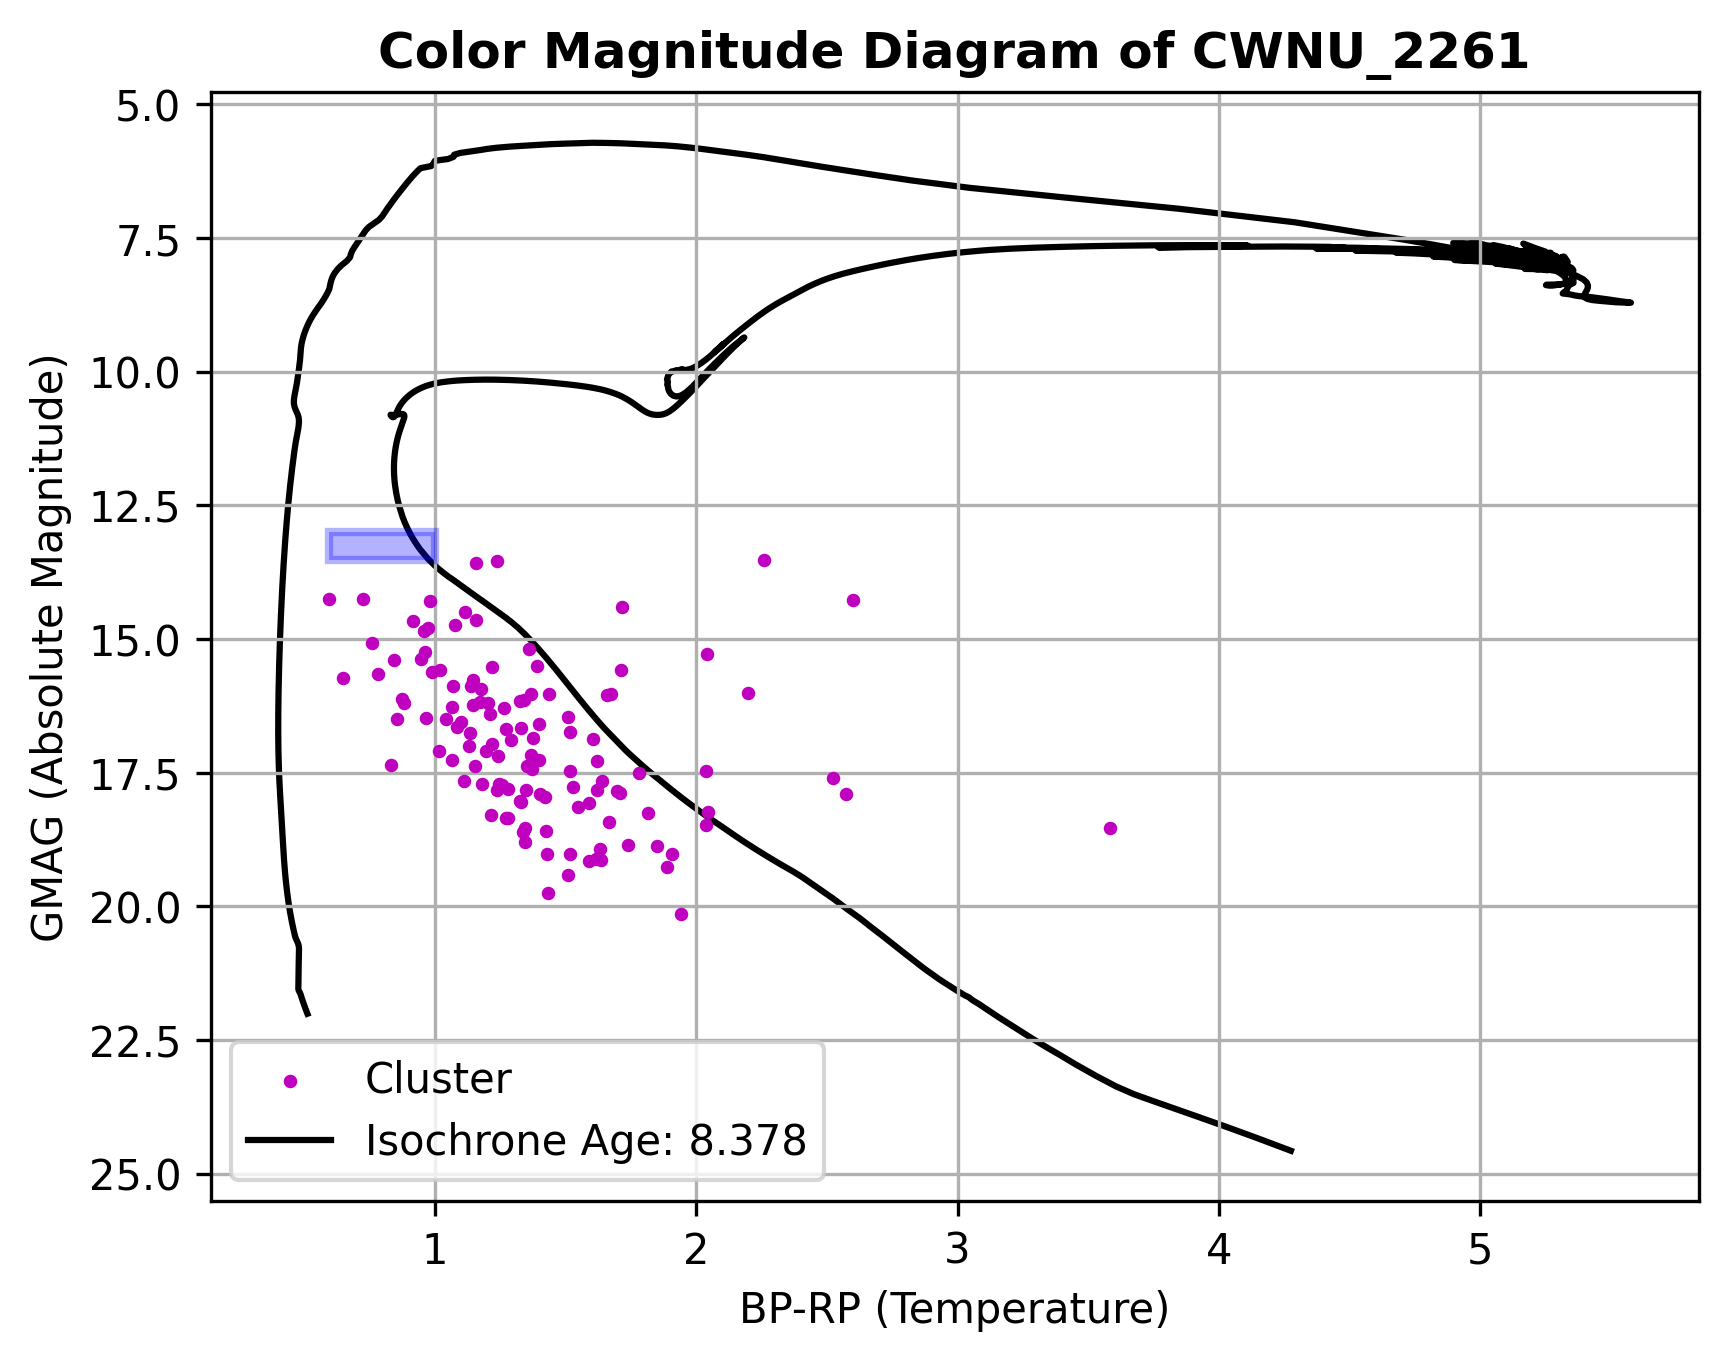 Color Magnitude Diagram of CWNU_2261
GMAG (Absolute Magnitude)
5.0
7.5
10.0
12.5
15.0
17.5
20.0
22.5
25.0
Cluster
Isochrone Age: 8.378
1 2 3 4 5
BP-RP (Temperature)